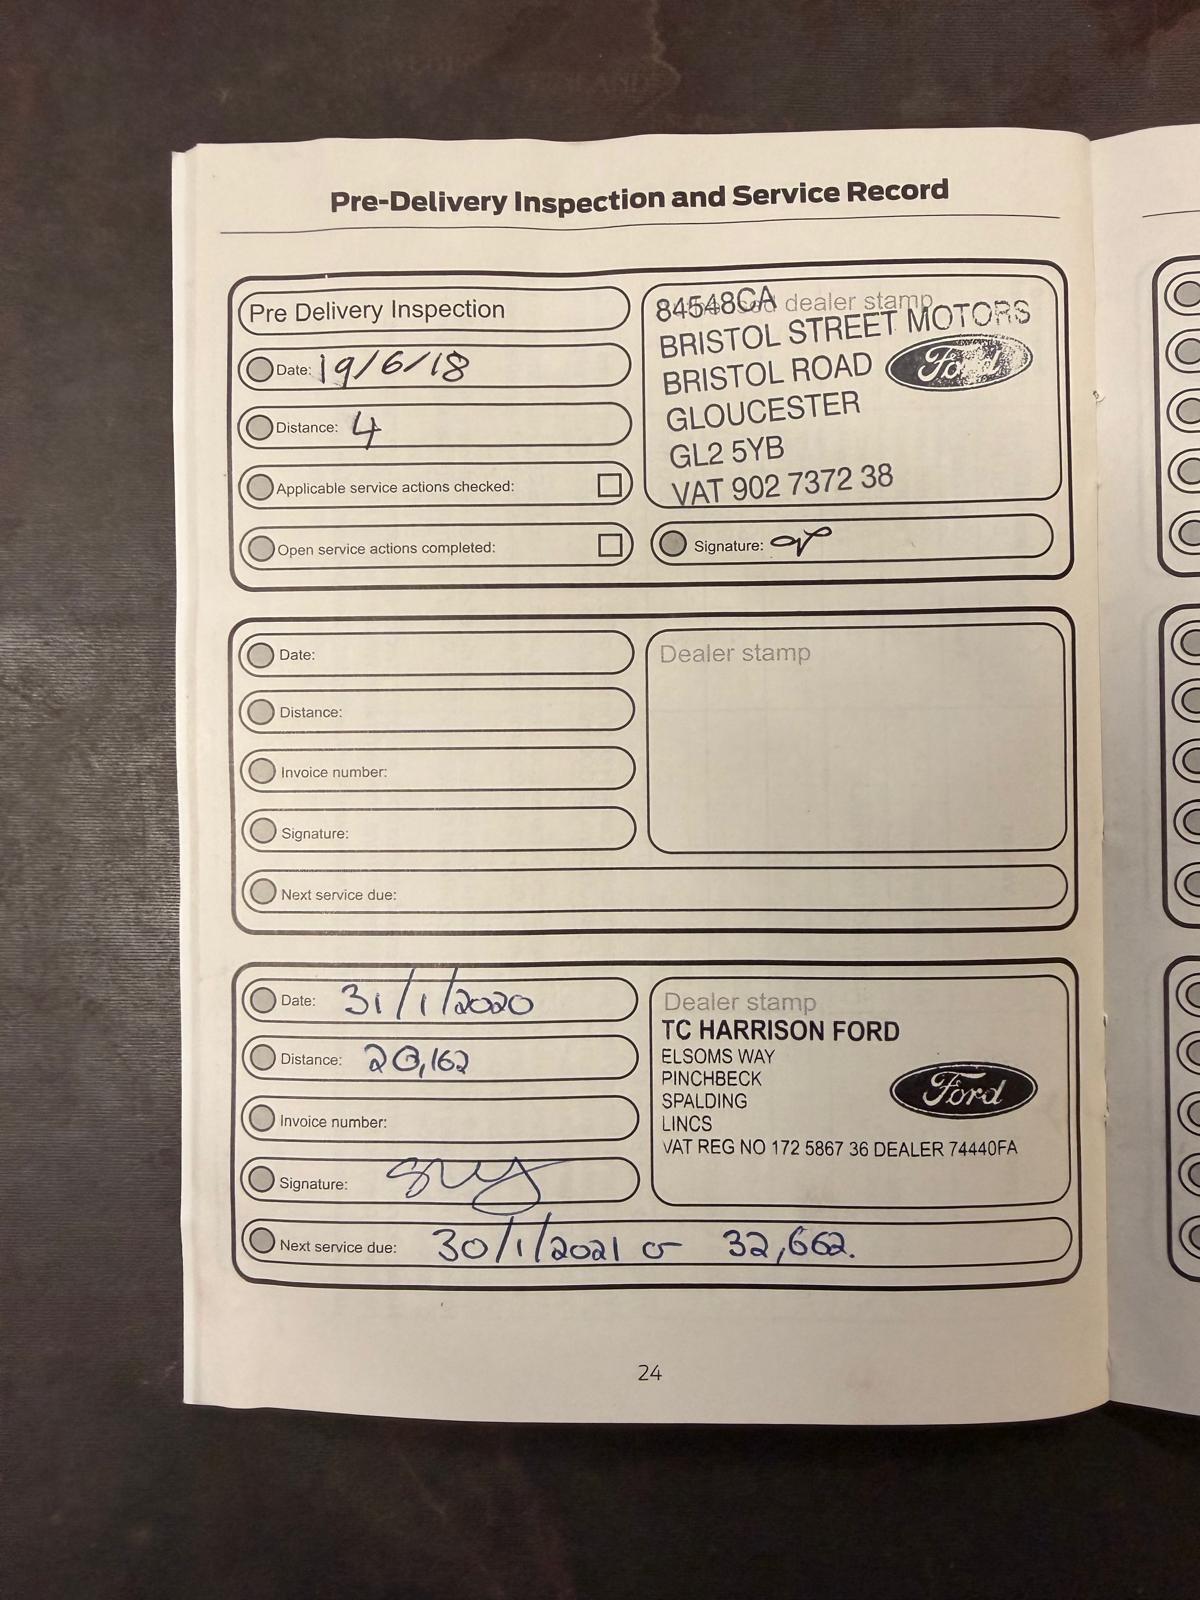 Pre-Delivery Inspection and Service Record
Pre Delivery Inspection
Date: 19/6/18
Distance: 4
Applicable service actions checked:
Open service actions completed:
dealer stamp
84548CA
BRISTOL STREET MOTORS
BRISTOL ROAD
Ford
GLOUCESTER
GL2 5YB
VAT 902 7372 38
Signature:
Date:
Distance:
Invoice number:
Signature:
Next service due:
Dealer stamp
Date: 31/1/2020
Distance: 20,162
Invoice number:
Signature:
Next service due: 30/1/2021 or 32,662.
Dealer stamp
TC HARRISON FORD
ELSOMS WAY
PINCHBECK
SPALDING
LINCS
VAT REG NO 172 5867 36 DEALER 74440FA
Ford
24